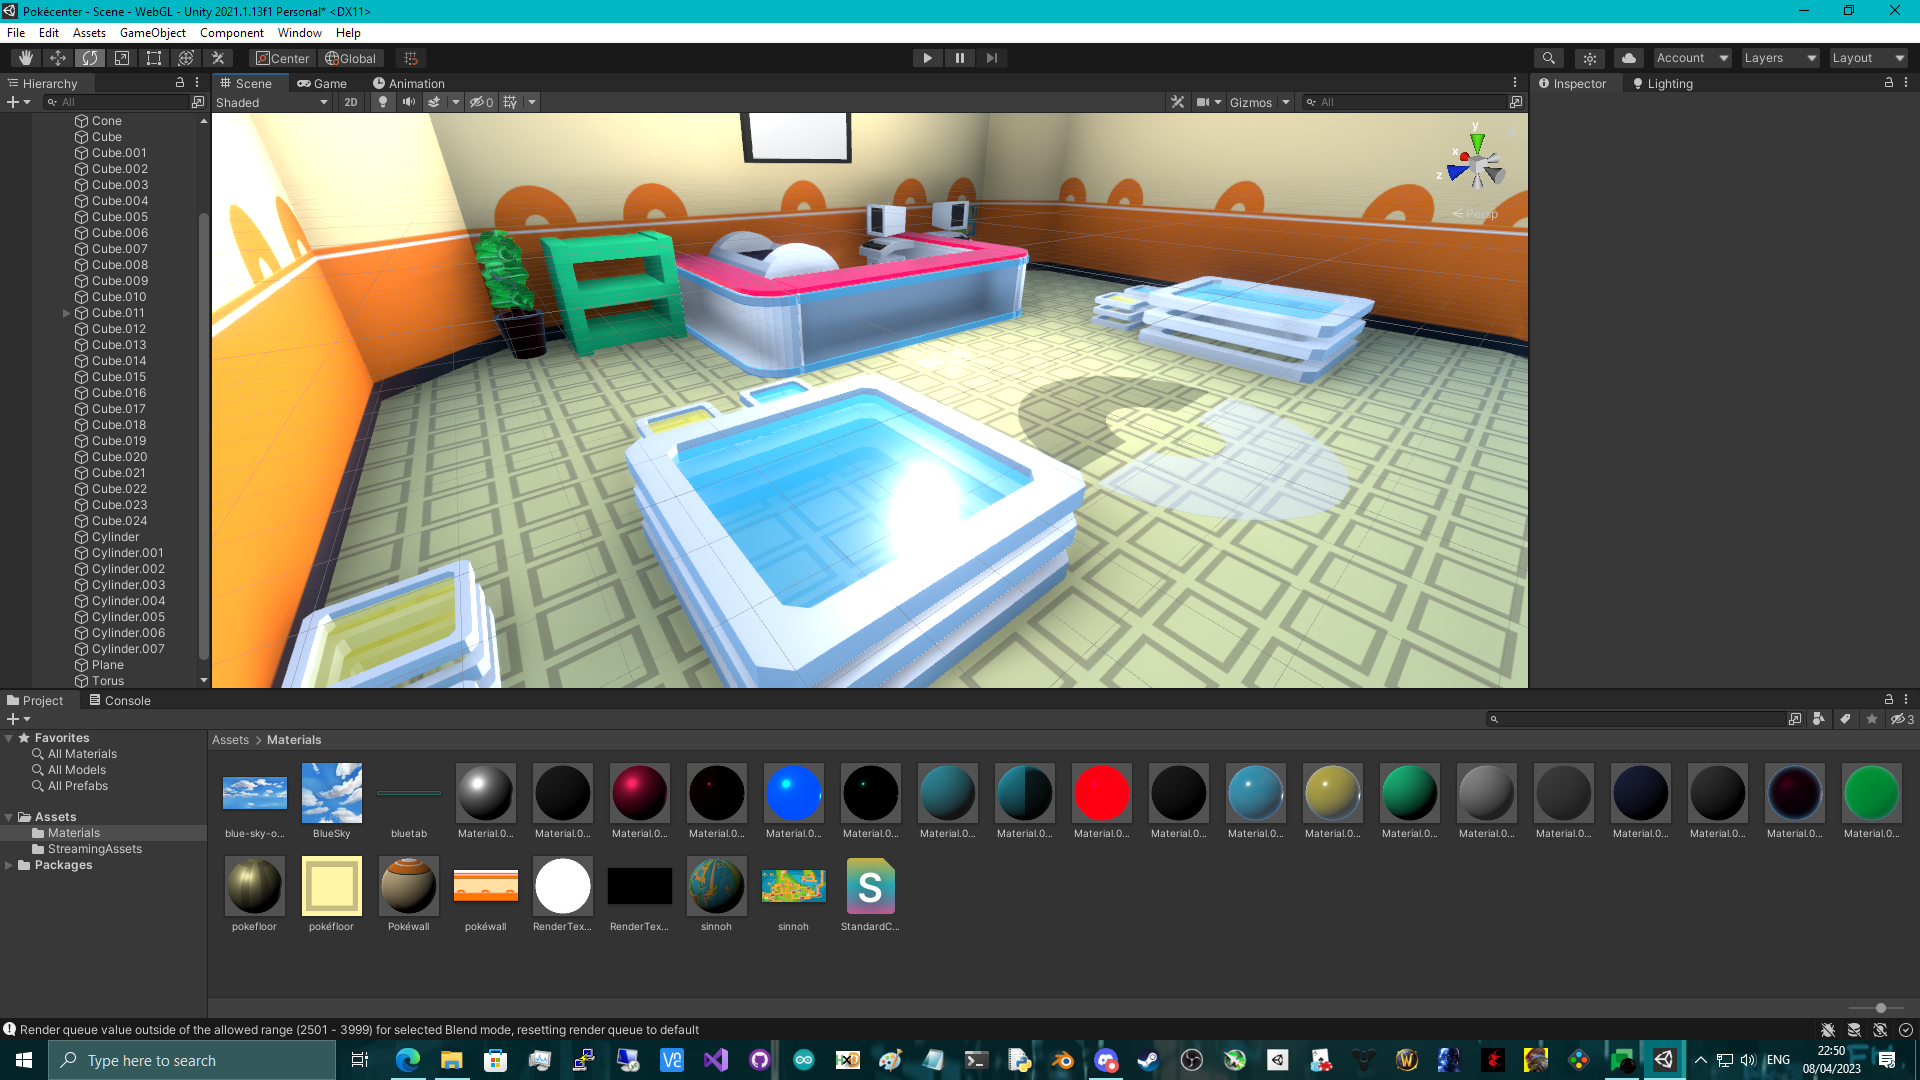 Pokécenter - Scene - WebGL - Unity 2021.1.13f1 Personal* <DX11>
File Edit Assets GameObject Component Window Help
Center Global
Account Layers Layout
Hierarchy
Scene Game Animation
Inspector Lighting
All
Shaded 2D 0 Gizmos All
Cone
Cube
Cube.001
Cube.002
Cube.003
Cube.004
Cube.005
Cube.006
Cube.007
Cube.008
Cube.009
Cube.010
Cube.011
Cube.012
Cube.013
Cube.014
Cube.015
Cube.016
Cube.017
Cube.018
Cube.019
Cube.020
Cube.021
Cube.022
Cube.023
Cube.024
Cylinder
Cylinder.001
Cylinder.002
Cylinder.003
Cylinder.004
Cylinder.005
Cylinder.006
Cylinder.007
Plane
Torus
y
x
z
< Persp
Project Console
3
Favorites
All Materials
All Models
All Prefabs
Assets
Materials
StreamingAssets
Packages
Assets > Materials
blue-sky-o... BlueSky bluetab Material.0... Material.0... Material.0... Material.0... Material.0... Material.0... Material.0... Material.0... Material.0... Material.0... Material.0... Material.0... Material.0... Material.0... Material.0... Material.0... Material.0... Material.0... Material.0...
S
pokefloor pokéfloor Pokéwall pokéwall RenderTex... RenderTex... sinnoh sinnoh StandardC...
Render queue value outside of the allowed range (2501 - 3999) for selected Blend mode, resetting render queue to default
Type here to search
ENG
22:50
08/04/2023